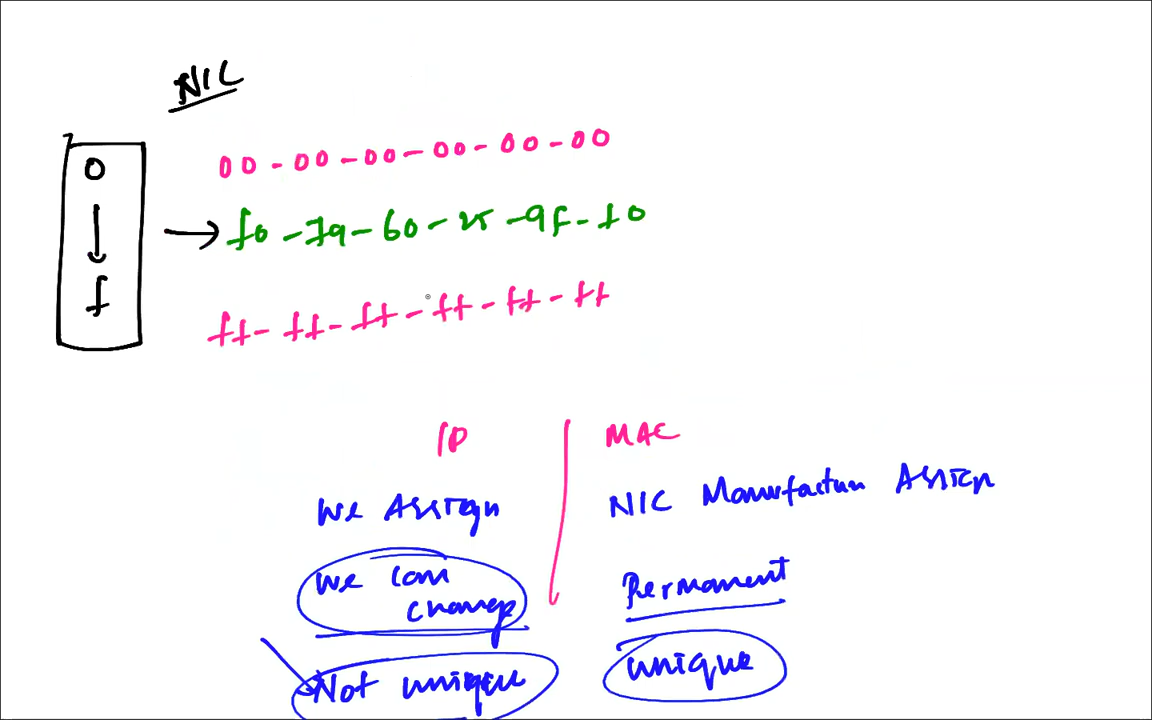 NIC
0
f
00 - 00 - 00 - 00 - 00 - 00
f0 - 79 - 60 - 25 - 9f - f0
ff - ff - ff - ff - ff - ff
IP
MAC
We Assign
NIC Manufactur Assign
We can
change
Permanent
Not unique
unique